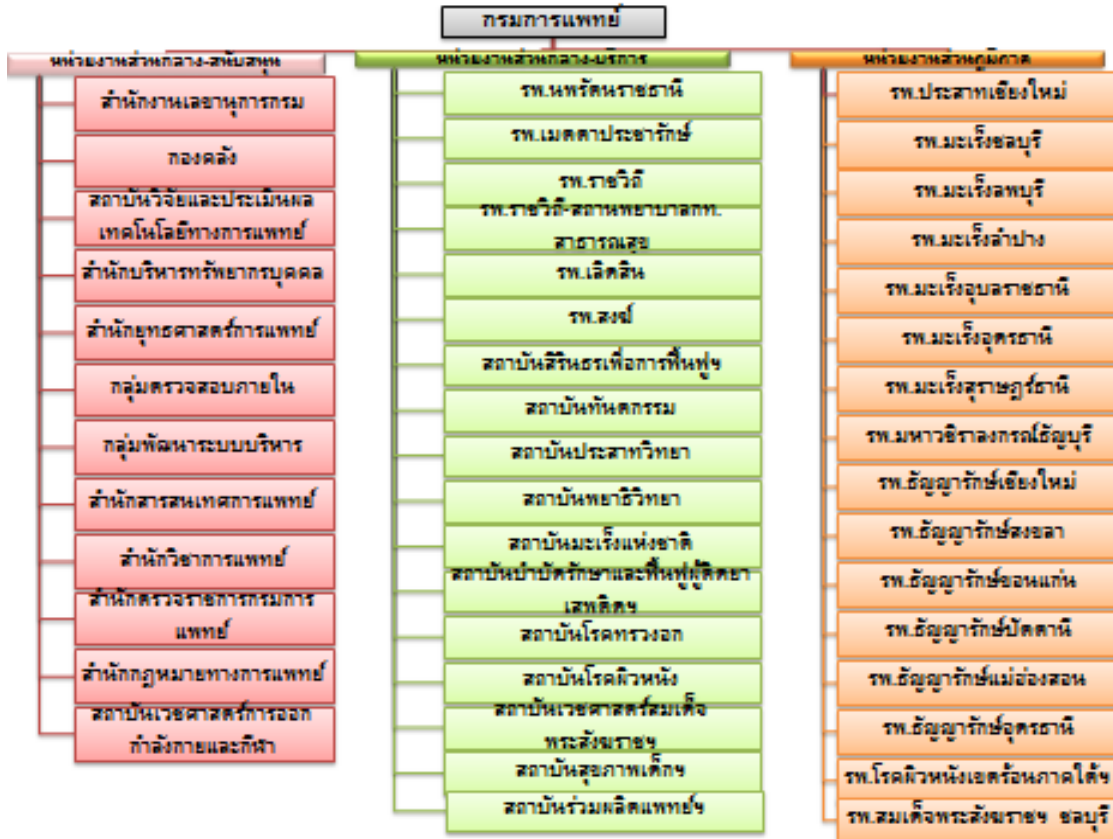 กรมการแพทย์
หน่วยงานส่วนกลาง-สนับสนุน
สำนักงานเลขานุการกรม
กองคลัง
สถาบันวิจัยและประเมินผล
เทคโนโลยีทางการแพทย์
สำนักบริหารทรัพยากรบุคคล
สำนักยุทธศาสตร์การแพทย์
กลุ่มตรวจสอบภายใน
กลุ่มพัฒนาระบบบริหาร
สำนักสารสนเทศการแพทย์
สำนักวิชาการแพทย์
สำนักตรวจราชการกรมการ
แพทย์
สำนักกฎหมายทางการแพทย์
สถาบันเวชศาสตร์การออก
กำลังกายและกีฬา
หน่วยงานส่วนกลาง-บริการ
รพ.นพรัตนราชธานี
รพ.เมตตาประชารักษ์
รพ.ราชวิถี
รพ.ราชวิถี-สถานพยาบาลกท.
สาธารณสุข
รพ.เลิดสิน
รพ.สงฆ์
สถาบันสิรินธรเพื่อการฟื้นฟูฯ
สถาบันทันตกรรม
สถาบันประสาทวิทยา
สถาบันพยาธิวิทยา
สถาบันมะเร็งแห่งชาติ
สถาบันบำบัดรักษาและฟื้นฟูผู้ติดยา
เสพติดฯ
สถาบันโรคทรวงอก
สถาบันโรคผิวหนัง
สถาบันเวชศาสตร์สมเด็จ
พระสังฆราชฯ
สถาบันสุขภาพเด็กฯ
สถาบันร่วมผลิตแพทย์ฯ
หน่วยงานส่วนภูมิภาค
รพ.ประสาทเชียงใหม่
รพ.มะเร็งชลบุรี
รพ.มะเร็งลพบุรี
รพ.มะเร็งลำปาง
รพ.มะเร็งอุบลราชธานี
รพ.มะเร็งอุดรธานี
รพ.มะเร็งสุราษฎร์ธานี
รพ.มหาวชิราลงกรณ์ธัญบุรี
รพ.ธัญญารักษ์เชียงใหม่
รพ.ธัญญารักษ์สงขลา
รพ.ธัญญารักษ์ขอนแก่น
รพ.ธัญญารักษ์ปัตตานี
รพ.ธัญญารักษ์แม่ฮ่องสอน
รพ.ธัญญารักษ์อุดรธานี
รพ.โรคผิวหนังเขตร้อนภาคใต้ฯ
รพ.สมเด็จพระสังฆราชฯ ชลบุรี